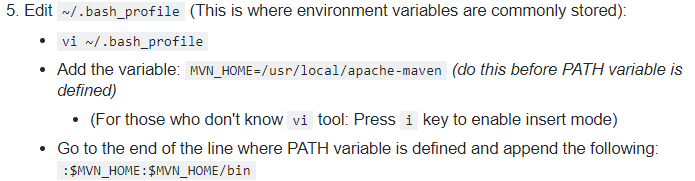 5. Edit ~/.bash_profile (This is where environment variables are commonly stored):
• vi ~/.bash_profile
• Add the variable: MVN_HOME=/usr/local/apache-maven (do this before PATH variable is
defined)
• (For those who don't know vi tool: Press i key to enable insert mode)
• Go to the end of the line where PATH variable is defined and append the following:
:$MVN_HOME:$MVN_HOME/bin